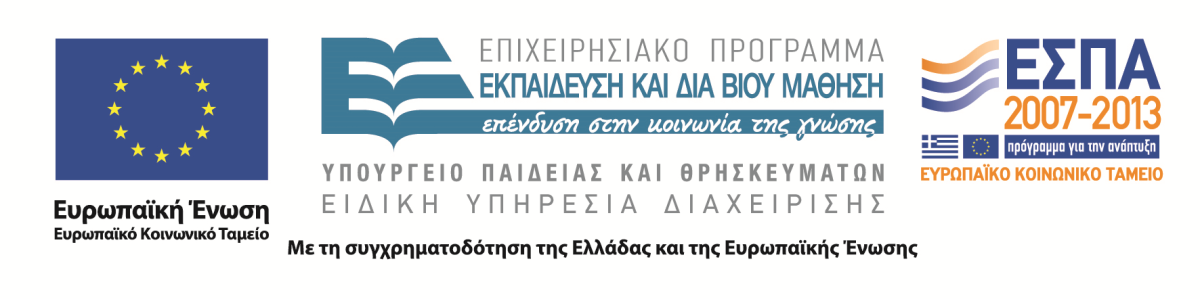 Ευρωπαϊκή Ένωση
Ευρωπαϊκό Κοινωνικό Ταμείο
ΕΠΙΧΕΙΡΗΣΙΑΚΟ ΠΡΟΓΡΑΜΜΑ
ΕΚΠΑΙΔΕΥΣΗ ΚΑΙ ΔΙΑ ΒΙΟΥ ΜΑΘΗΣΗ
επένδυση στην κοινωνία της γνώσης
ΥΠΟΥΡΓΕΙΟ ΠΑΙΔΕΙΑΣ ΚΑΙ ΘΡΗΣΚΕΥΜΑΤΩΝ
ΕΙΔΙΚΗ ΥΠΗΡΕΣΙΑ ΔΙΑΧΕΙΡΙΣΗΣ
ΕΣΠΑ
2007-2013
πρόγραμμα για την ανάπτυξη
ΕΥΡΩΠΑΪΚΟ ΚΟΙΝΩΝΙΚΟ ΤΑΜΕΙΟ
Με τη συγχρηματοδότηση της Ελλάδας και της Ευρωπαϊκής Ένωσης